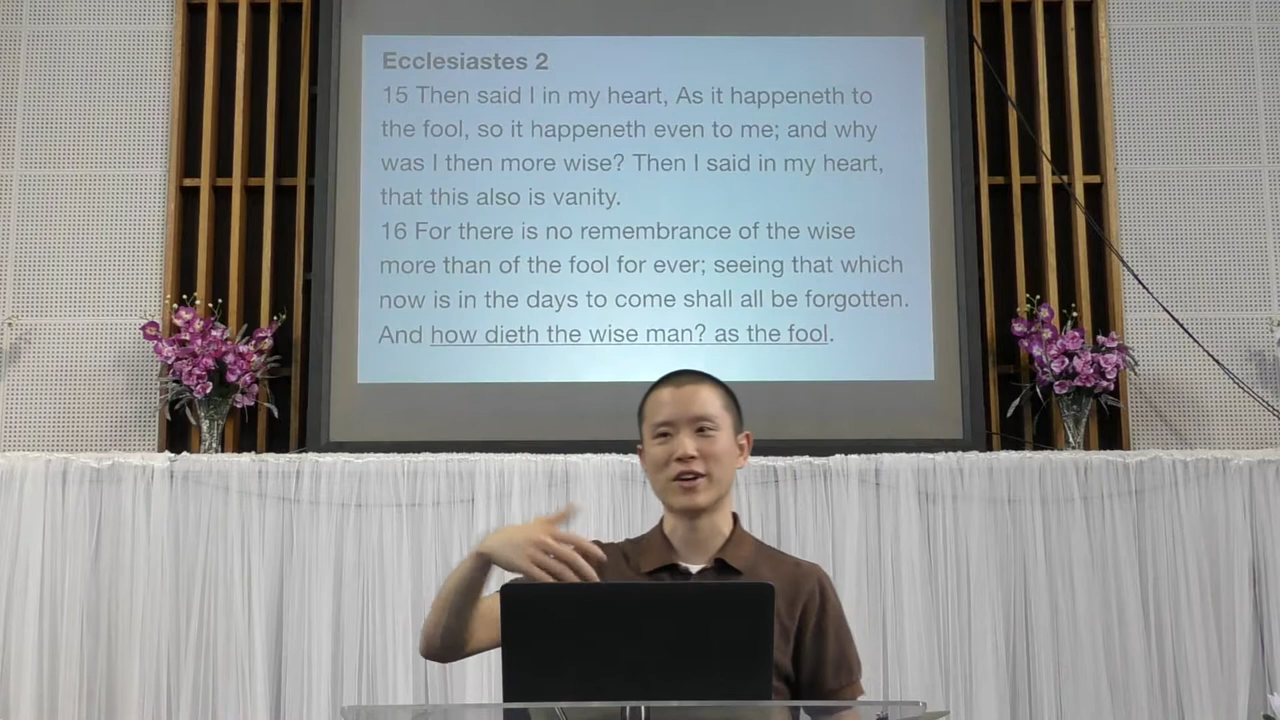 Ecclesiastes 2
15 Then said I in my heart, As it happeneth to
the fool, so it happeneth even to me; and why
was I then more wise? Then I said in my heart,
that this also is vanity.
16 For there is no remembrance of the wise
more than of the fool for ever; seeing that which
now is in the days to come shall all be forgotten.
And how dieth the wise man? as the fool.